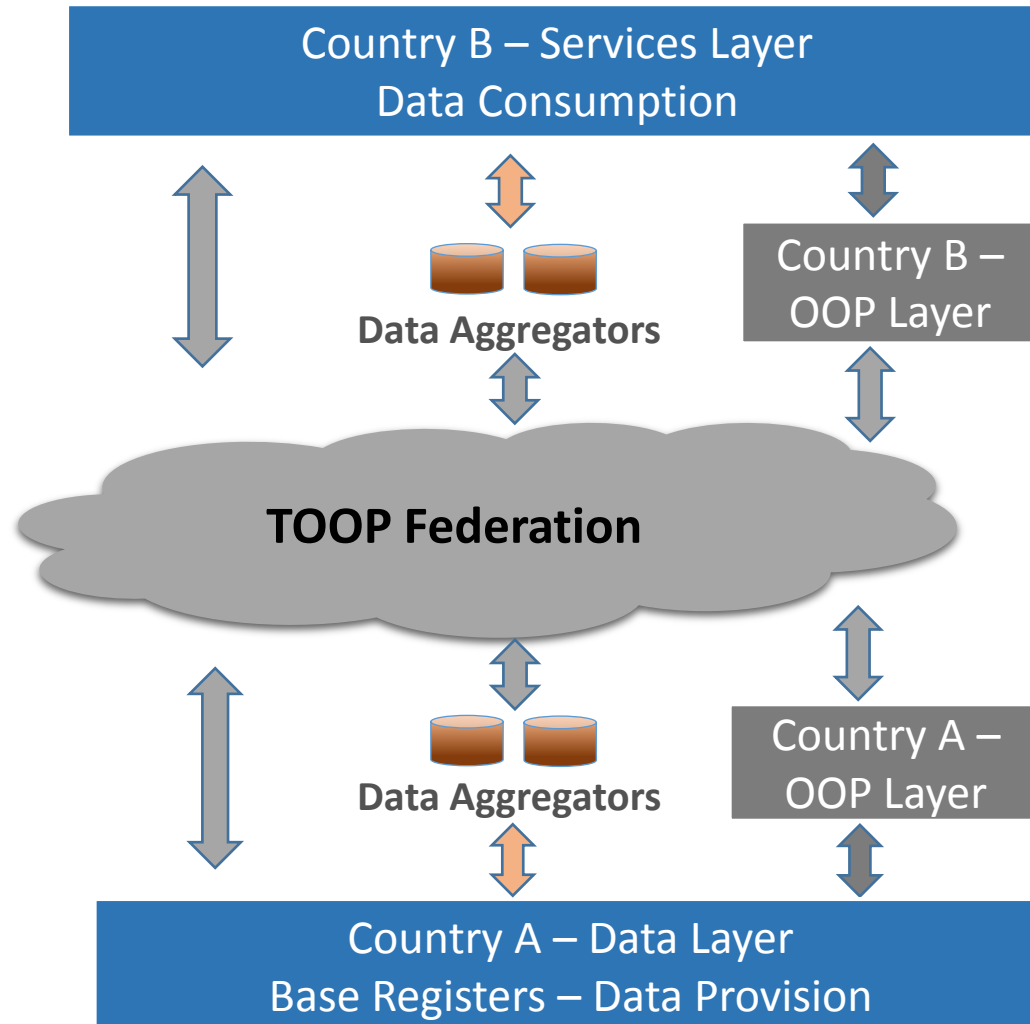 Country B – Services Layer
Data Consumption
Country B –
OOP Layer
Data Aggregators
TOOP Federation
Country A –
OOP Layer
Data Aggregators
Country A – Data Layer
Base Registers – Data Provision